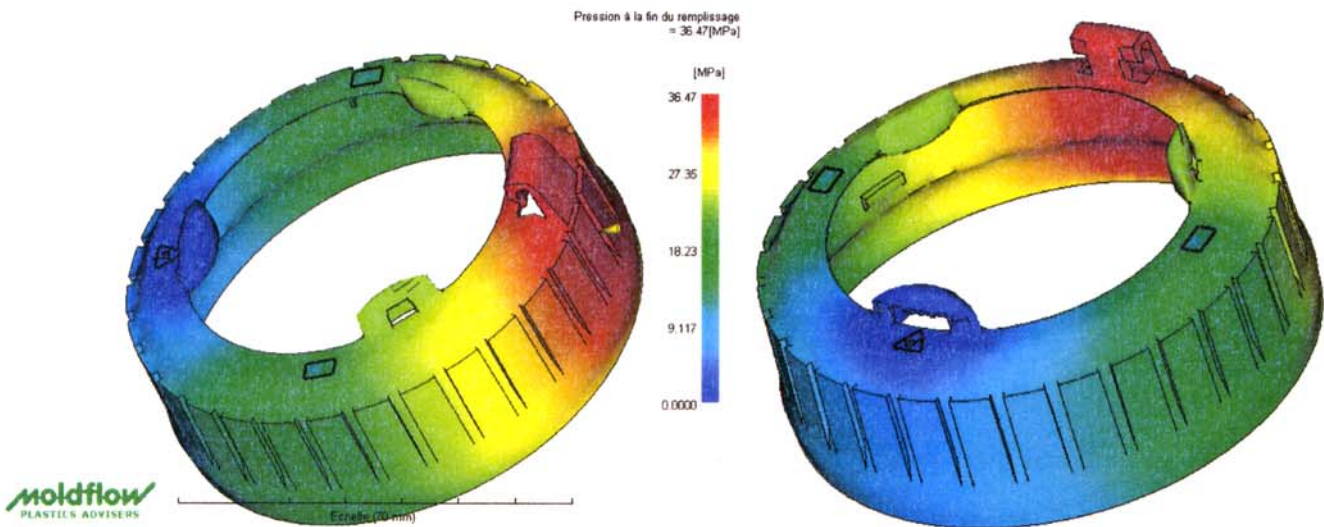 Pression à la fin du remplissage
= 36.47[MPa]
[MPa]
36.47
27.35
18.23
9.117
0.0000
moldflow
PLASTICS ADVISERS
Echelle (70 mm)